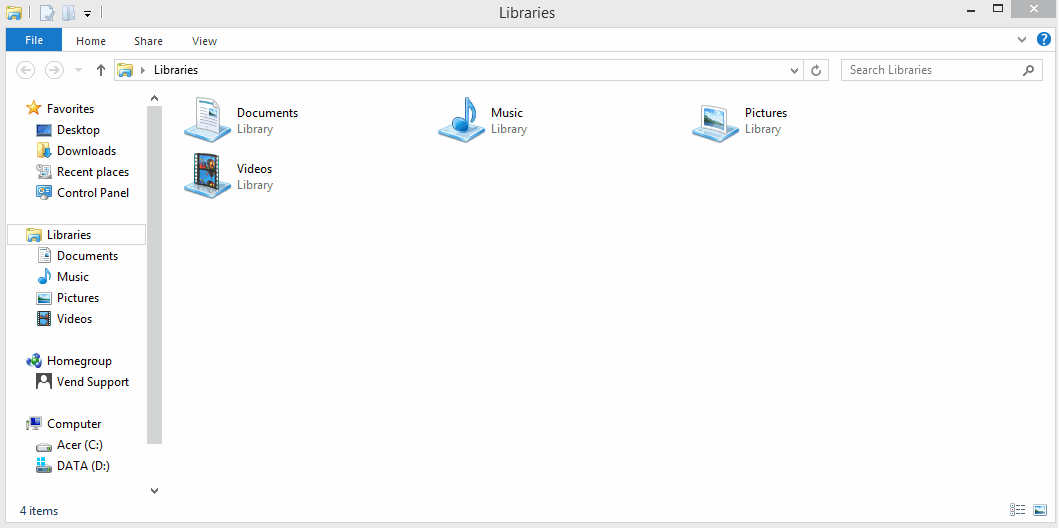 Libraries
File Home Share View
Libraries
Search Libraries
Favorites
Desktop
Downloads
Recent places
Control Panel
Libraries
Documents
Music
Pictures
Videos
Homegroup
Vend Support
Computer
Acer (C:)
DATA (D:)
Documents
Library
Music
Library
Pictures
Library
Videos
Library
4 items